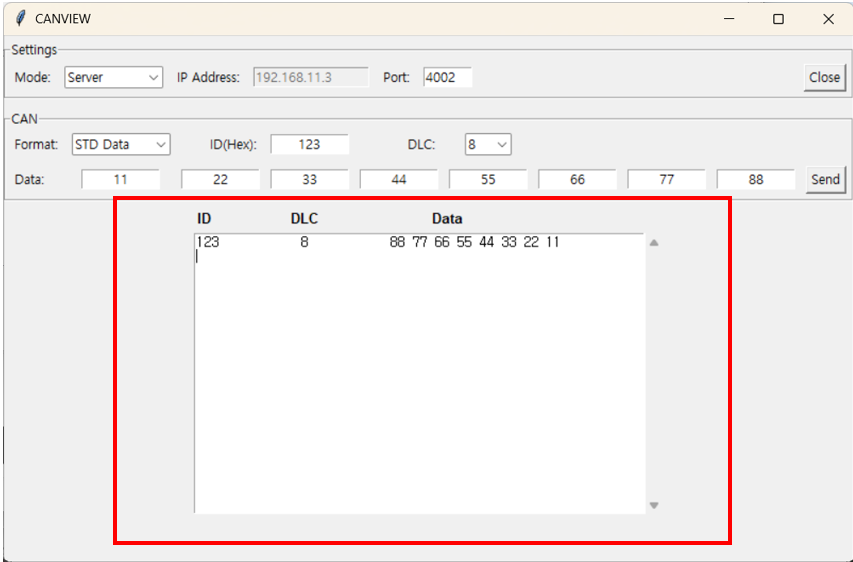 CANVIEW
Settings
Mode: Server IP Address: 192.168.11.3 Port: 4002 Close
CAN
Format: STD Data ID(Hex): 123 DLC: 8
Data: 11 22 33 44 55 66 77 88 Send
ID DLC Data
123 8 88 77 66 55 44 33 22 11